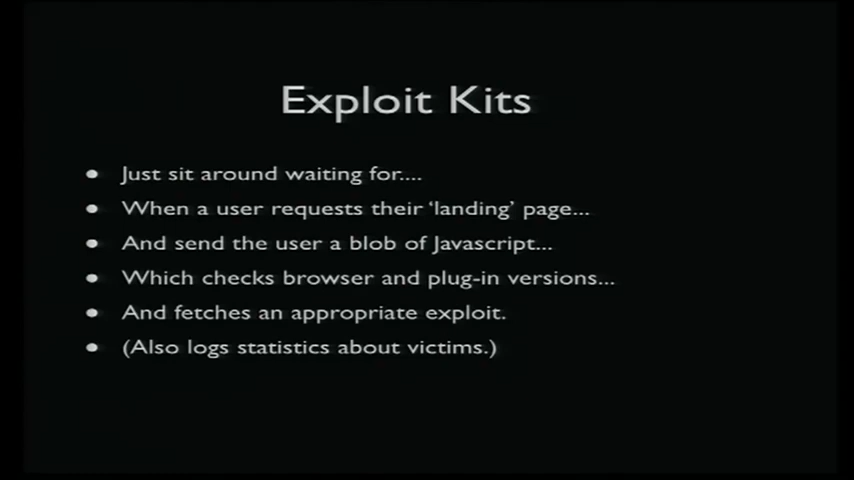 Exploit Kits
• Just sit around waiting for....
• When a user requests their ‘landing’ page...
• And send the user a blob of Javascript...
• Which checks browser and plug-in versions...
• And fetches an appropriate exploit.
• (Also logs statistics about victims.)